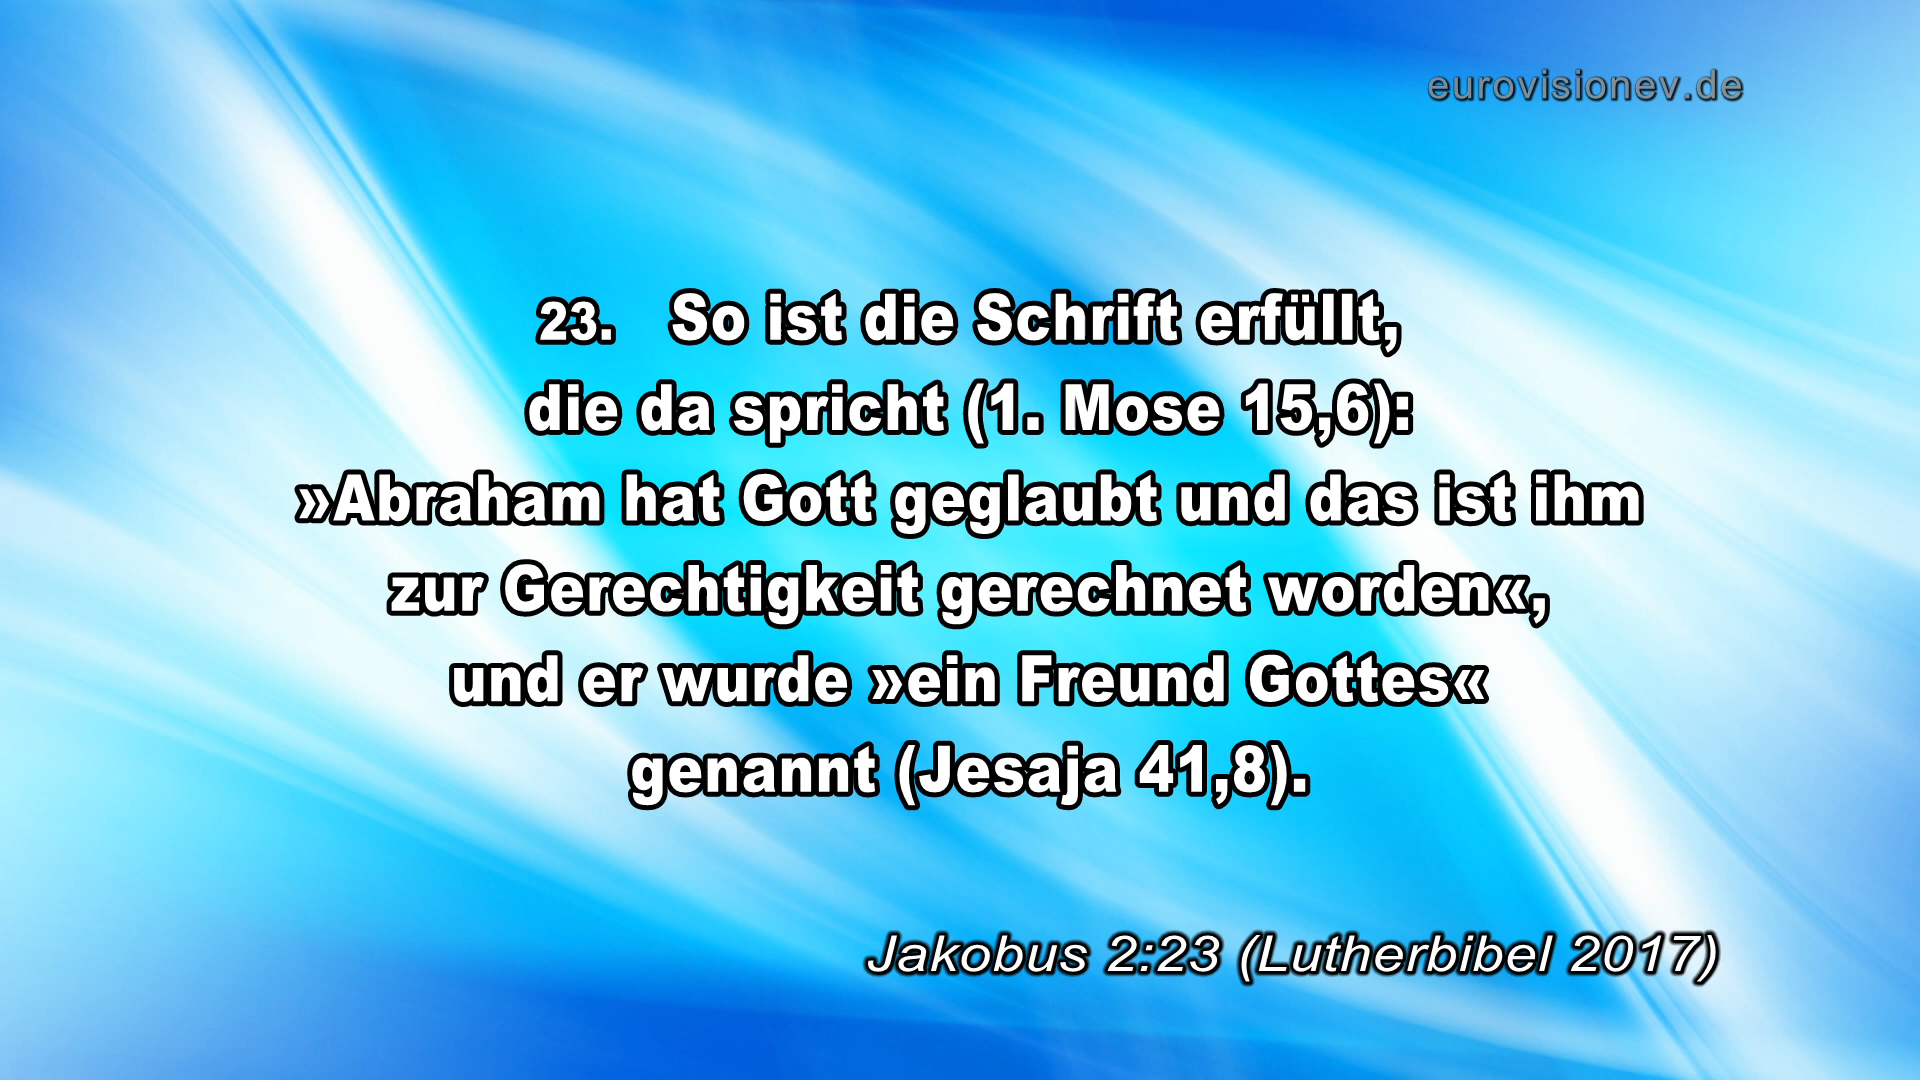 eurovisionev.de
23. So ist die Schrift erfüllt,
die da spricht (1. Mose 15,6):
»Abraham hat Gott geglaubt und das ist ihm
zur Gerechtigkeit gerechnet worden«,
und er wurde »ein Freund Gottes«
genannt (Jesaja 41,8).
Jakobus 2:23 (Lutherbibel 2017)